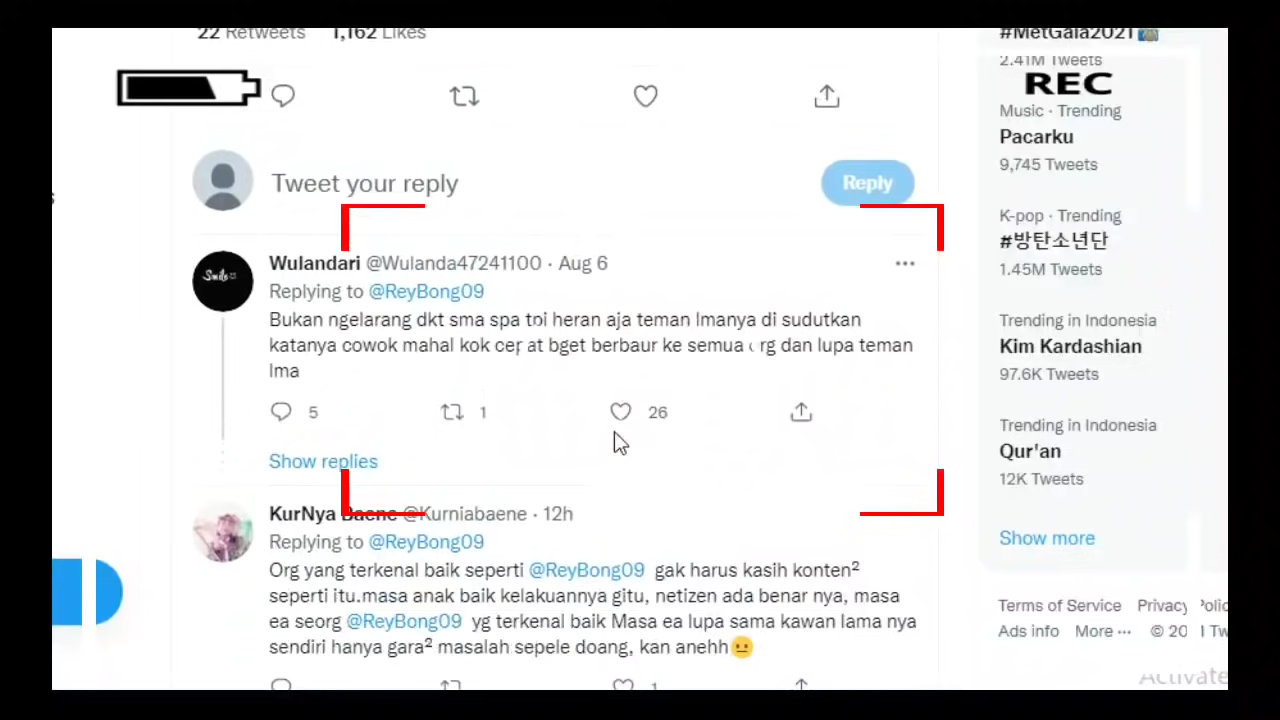 22 Retweets 1,162 Likes
#MetGala2021
2.41M Tweets
REC
Music · Trending
Pacarku
9,745 Tweets
Tweet your reply
Reply
K-pop · Trending
#방탄소년단
1.45M Tweets
Smile
Wulandari @Wulanda47241100 · Aug 6
Replying to @ReyBong09
Bukan ngelarang dkt sma spa toi heran aja teman lmanya di sudutkan
katanya cowok mahal kok cepat bget berbaur ke semua org dan lupa teman
lma
5 1 26
Show replies
Trending in Indonesia
Kim Kardashian
97.6K Tweets
Trending in Indonesia
Qur'an
12K Tweets
Show more
KurNya Baene @Kurniabaene · 12h
Replying to @ReyBong09
Org yang terkenal baik seperti @ReyBong09 gak harus kasih konten²
seperti itu.masa anak baik kelakuannya gitu, netizen ada benar nya, masa
ea seorg @ReyBong09 yg terkenal baik Masa ea lupa sama kawan lama nya
sendiri hanya gara² masalah sepele doang, kan anehh😐
1
Terms of Service Privacy
Ads info More ··· © 20
Activate